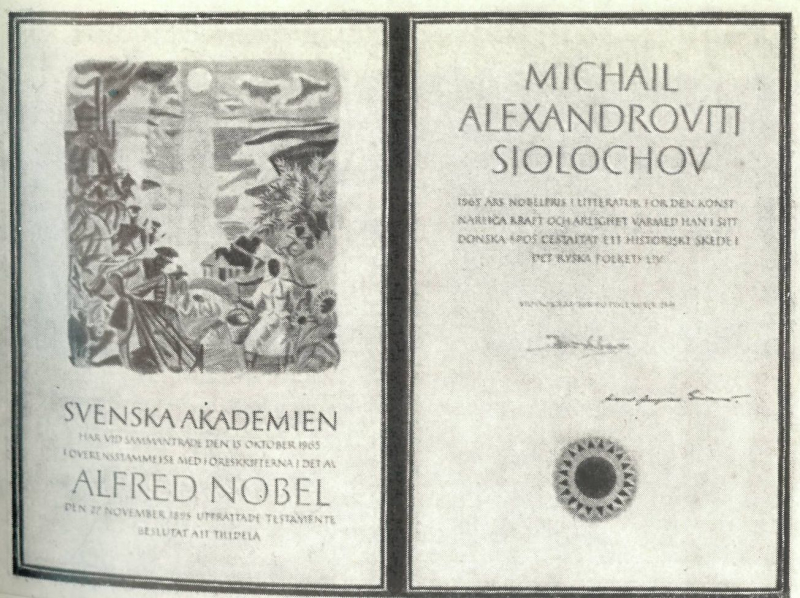 SVENSKA AKADEMIEN
HAR VID SAMMANTRÄDE DEN 15 OKTOBER 1965
I ÖVERENSSTÄMMELSE MED FÖRESKRIFTERNA I DET AV
ALFRED NOBEL
DEN 27 NOVEMBER 1895 UPPRÄTTADE TESTAMENTE
BESLUTAT ATT TILLDELA
MICHAIL
ALEXANDROVITJ
SJOLOCHOV
1965 ÅRS NOBELPRIS I LITTERATUR FÖR DEN KONST
NÄRLIGA KRAFT OCH ÄRLIGHET VARMED HAN I SITT
DONSKA EPOS GESTALTAT ETT HISTORISKT SKEDE I
DET RYSKA FOLKETS LIV